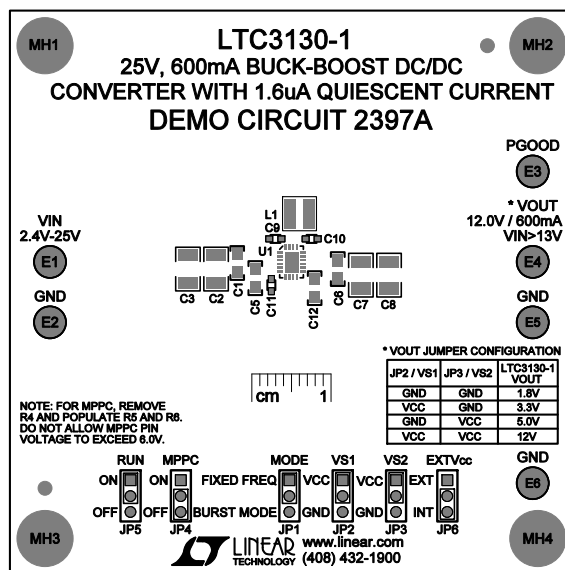 MH1
LTC3130-1
MH2
25V, 600mA BUCK-BOOST DC/DC
CONVERTER WITH 1.6uA QUIESCENT CURRENT
DEMO CIRCUIT 2397A
PGOOD
E3
* VOUT
12.0V / 600mA
VIN>13V
E4
GND
E5
VIN
2.4V-25V
E1
GND
E2
L1
C9
C10
U1
C3
C2
C1
C5
C11
C12
C6
C7
C8
* VOUT JUMPER CONFIGURATION
JP2 / VS1 JP3 / VS2 LTC3130-1 VOUT
GND GND 1.8V
VCC GND 3.3V
GND VCC 5.0V
VCC VCC 12V
cm 1
NOTE: FOR MPPC, REMOVE
R4 AND POPULATE R5 AND R6.
DO NOT ALLOW MPPC PIN
VOLTAGE TO EXCEED 6.0V.
GND
E6
RUN MPPC MODE VS1 VS2 EXTVcc
ON ON FIXED FREQ VCC VCC EXT
OFF OFF BURST MODE GND GND INT
JP5 JP4 JP1 JP2 JP3 JP6
MH3
LINEAR TECHNOLOGY
www.linear.com
(408) 432-1900
MH4